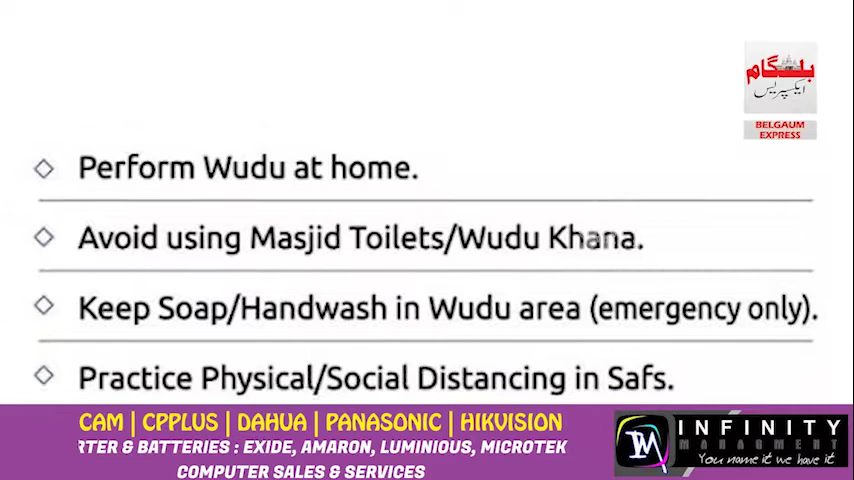 بلگام
ایکسپریس
BELGAUM
EXPRESS
Perform Wudu at home.
Avoid using Masjid Toilets/Wudu Khana.
Keep Soap/Handwash in Wudu area (emergency only).
Practice Physical/Social Distancing in Safs.
CAM | CPPLUS | DAHUA | PANASONIC | HIKVISION
RTER & BATTERIES : EXIDE, AMARON, LUMINIOUS, MICROTEK
COMPUTER SALES & SERVICES
IM
INFINITY
MANAGMENT
You name it we have it